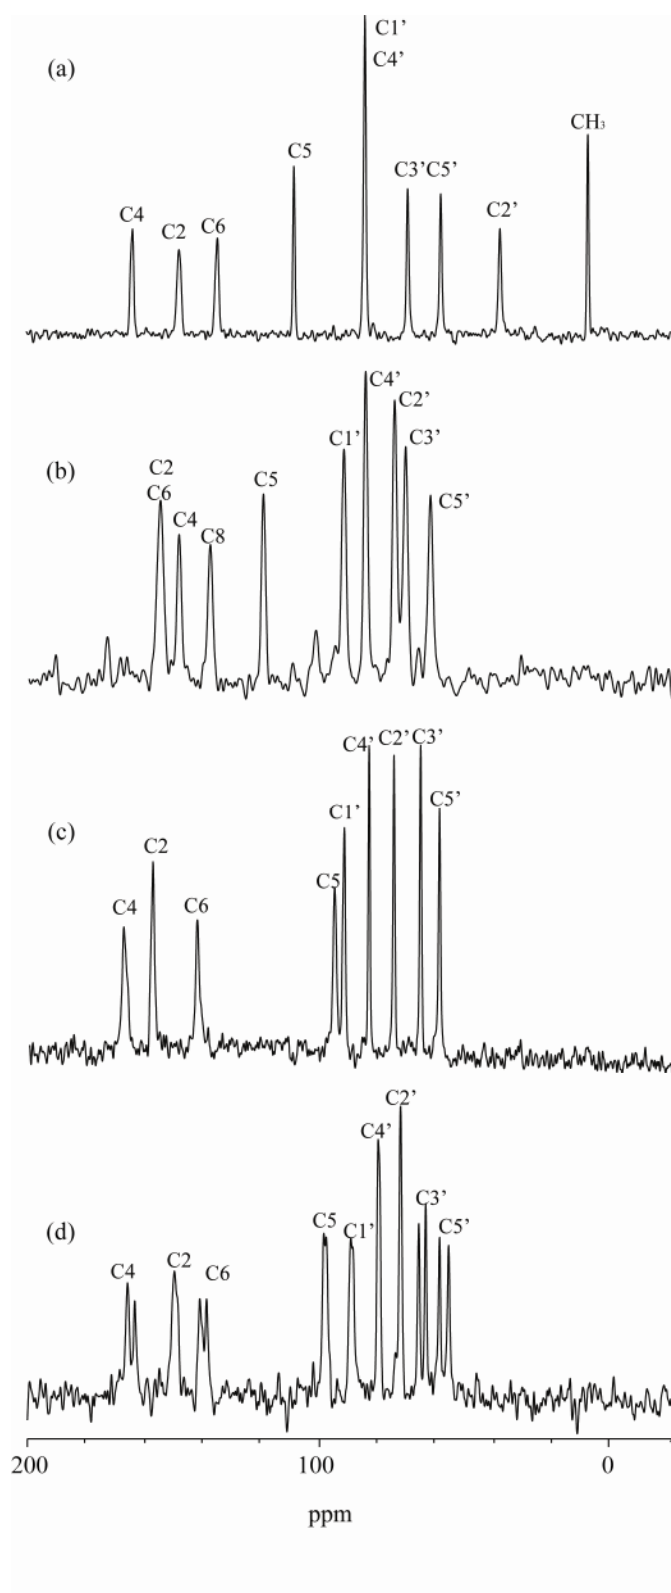 (a)
C1’
C4’
CH₃
C5
C3’ C5’
C4
C2
C6
C2’
(b)
C4’
C2’
C1’
C3’
C2
C6
C5
C5’
C4
C8
(c)
C4’ C2’ C3’
C5’
C1’
C2
C5
C4
C6
(d)
C2’
C4’
C3’
C5
C1’
C5’
C2
C4
C6
200 100 0
ppm